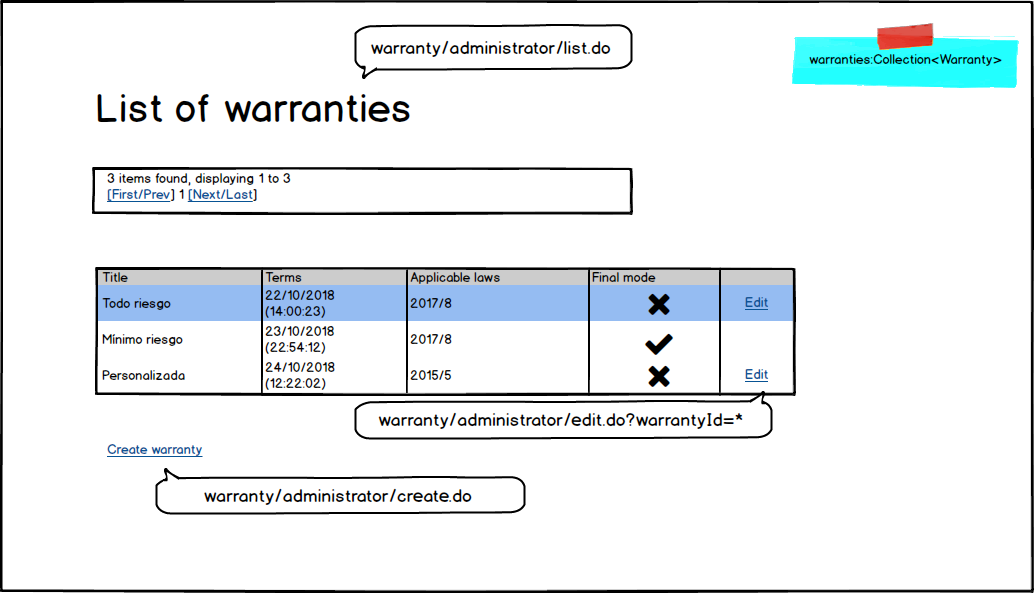 warranty/administrator/list.do
warranties:Collection<Warranty>
List of warranties
3 items found, displaying 1 to 3
[First/Prev] 1 [Next/Last]
Title Terms Applicable laws Final mode
Todo riesgo 22/10/2018 (14:00:23) 2017/8 Edit
Mínimo riesgo 23/10/2018 (22:54:12) 2017/8
Personalizada 24/10/2018 (12:22:02) 2015/5 Edit
warranty/administrator/edit.do?warrantyId=*
Create warranty
warranty/administrator/create.do